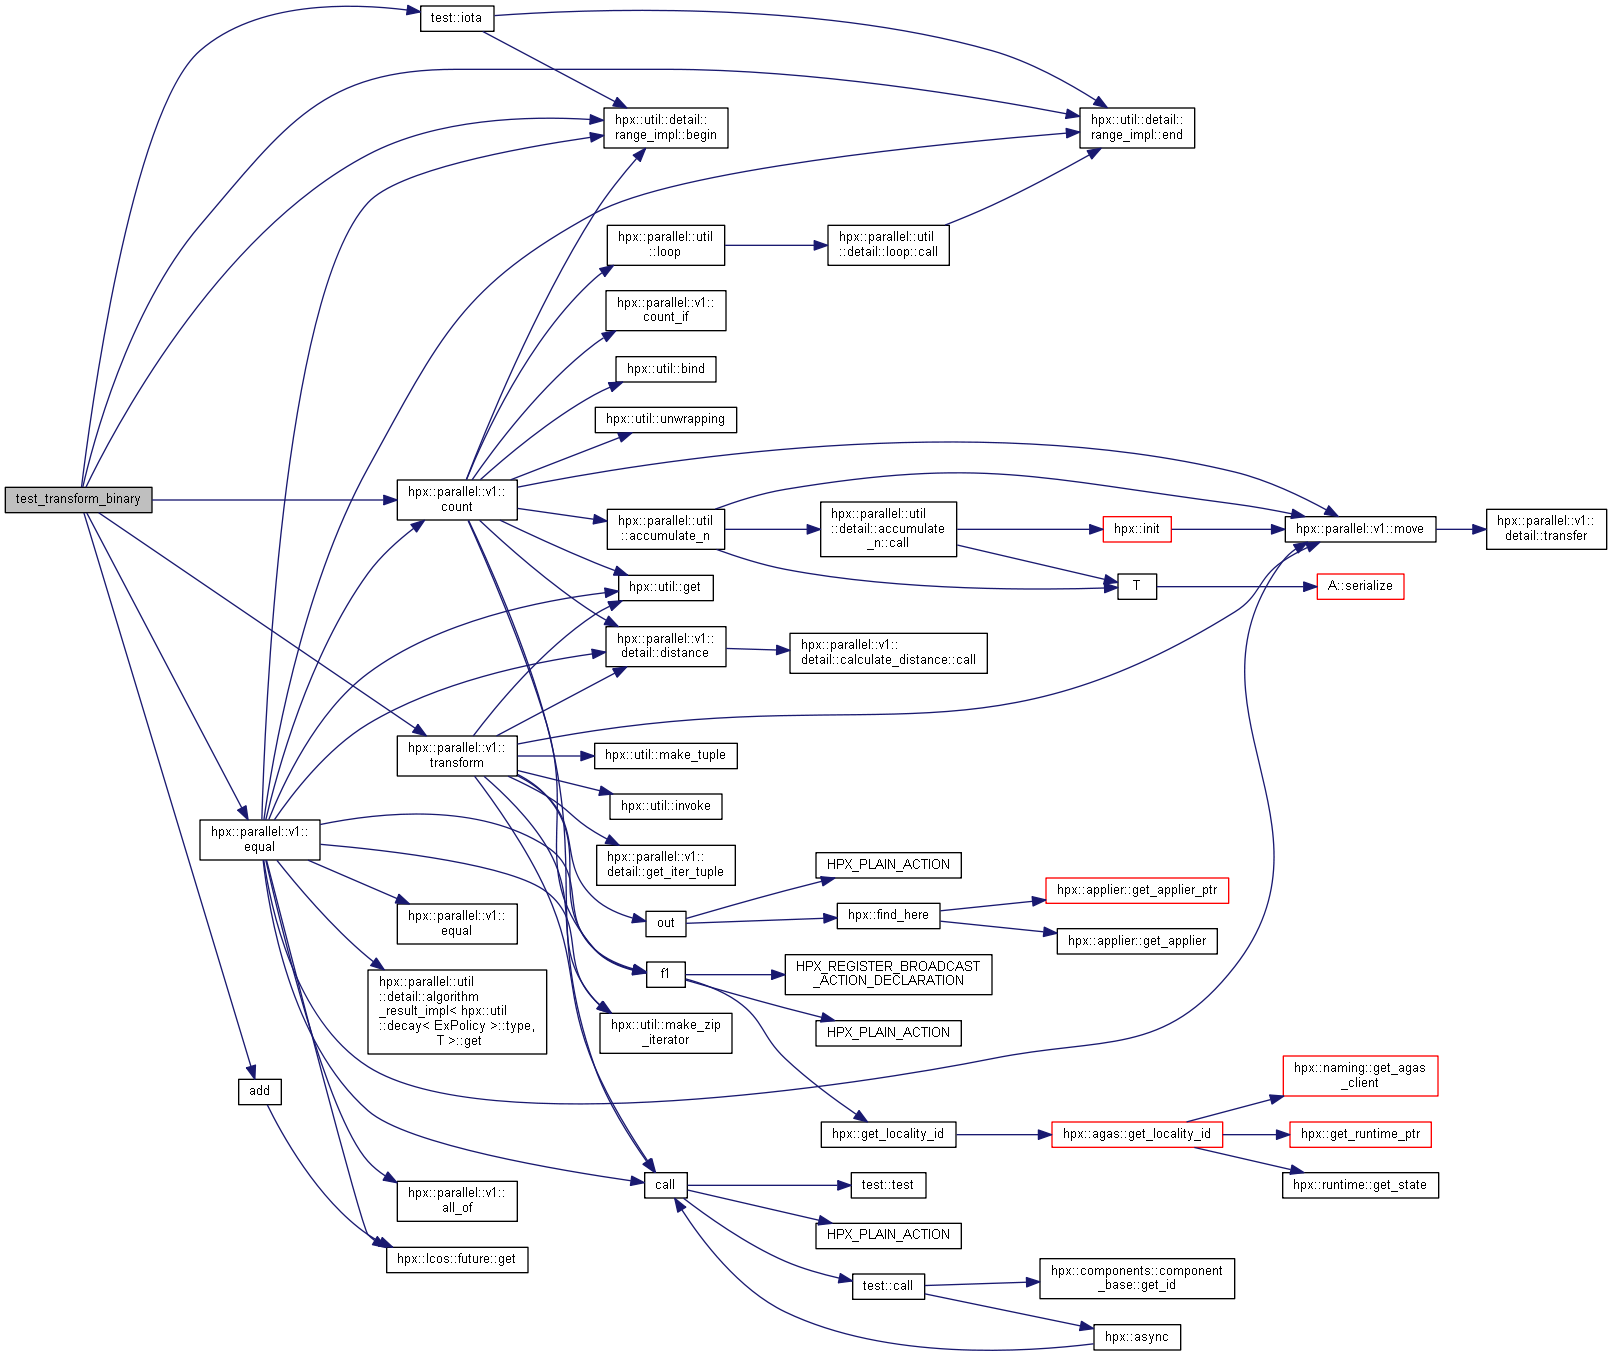 test::iota
hpx::util::detail::
range_impl::begin
hpx::util::detail::
range_impl::end
hpx::parallel::util
::loop
hpx::parallel::util
::detail::loop::call
hpx::parallel::v1::
count_if
hpx::util::bind
hpx::util::unwrapping
test_transform_binary
hpx::parallel::v1::
count
hpx::parallel::util
::accumulate_n
hpx::parallel::util
::detail::accumulate
_n::call
hpx::init
hpx::parallel::v1::move
hpx::parallel::v1::
detail::transfer
hpx::util::get
T
A::serialize
hpx::parallel::v1::
detail::distance
hpx::parallel::v1::
detail::calculate_distance::call
hpx::parallel::v1::
transform
hpx::util::make_tuple
hpx::util::invoke
hpx::parallel::v1::
equal
hpx::parallel::v1::
detail::get_iter_tuple
HPX_PLAIN_ACTION
hpx::applier::get_applier_ptr
hpx::parallel::v1::
equal
out
hpx::find_here
hpx::applier::get_applier
hpx::parallel::util
::detail::algorithm
_result_impl< hpx::util
::decay< ExPolicy >::type,
T >::get
f1
HPX_REGISTER_BROADCAST
_ACTION_DECLARATION
hpx::util::make_zip
_iterator
HPX_PLAIN_ACTION
add
hpx::naming::get_agas
_client
hpx::get_locality_id
hpx::agas::get_locality_id
hpx::get_runtime_ptr
hpx::parallel::v1::
all_of
call
test::test
hpx::runtime::get_state
HPX_PLAIN_ACTION
hpx::lcos::future::get
test::call
hpx::components::component
_base::get_id
hpx::async